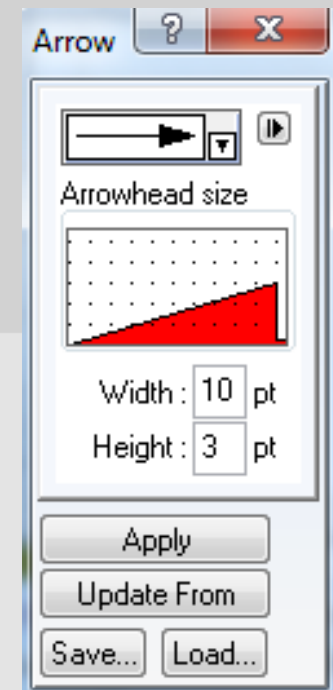 Arrow ?
Arrowhead size
Width : 10 pt
Height : 3 pt
Apply
Update From
Save... Load...